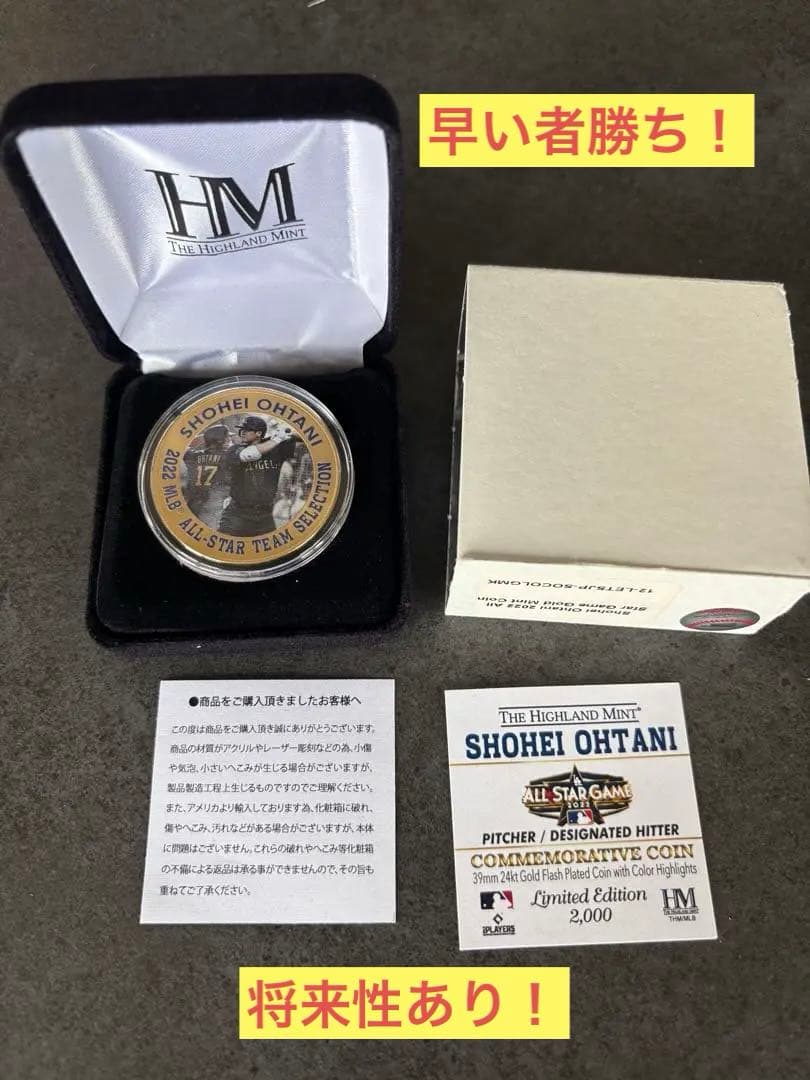 早い者勝ち！
HM
THE HIGHLAND MINT
SHOHEI OHTANI
2022 MLB ALL-STAR TEAM SELECTION
OHTANI
17
ANGEL
12-LETSJP-SOCOLGMK
Shohei Ohtani 2022 All
Star Game Gold Mint Coin
●商品をご購入頂きましたお客様へ
この度は商品をご購入頂き誠にありがとうございます。
商品の材質がアクリルやレーザー彫刻などの為、小傷
や気泡、小さいへこみが生じる場合がございますが、
製品製造工程上生じるものですのでご理解ください。
また、アメリカより輸入しております為、化粧箱に破れ、
傷やへこみ、汚れなどがある場合がございますが、本体
に問題はございません。これらの破れやへこみ等化粧箱
の不備による返品は承る事ができませんので、その旨も
重ねてご了承ください。
THE HIGHLAND MINT®
SHOHEI OHTANI
LA
ALL-STAR GAME
2022
PITCHER / DESIGNATED HITTER
COMMEMORATIVE COIN
39mm 24kt Gold Flash Plated Coin with Color Highlights
Limited Edition
2,000
PLAYERS
HM
THE HIGHLAND MINT
THM/MLB
将来性あり！